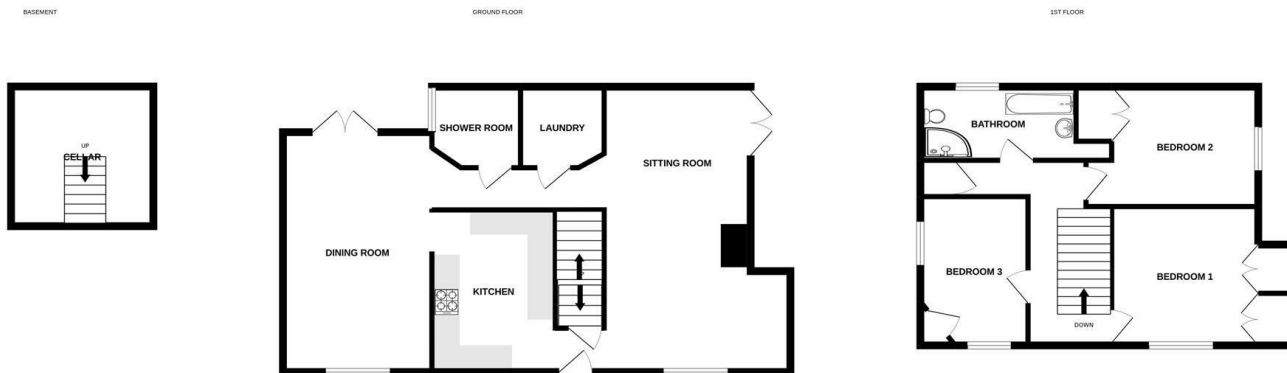 BASEMENT
GROUND FLOOR
1ST FLOOR
UP
CELLAR
SHOWER ROOM
LAUNDRY
SITTING ROOM
DINING ROOM
KITCHEN
BATHROOM
BEDROOM 2
BEDROOM 3
BEDROOM 1
DOWN